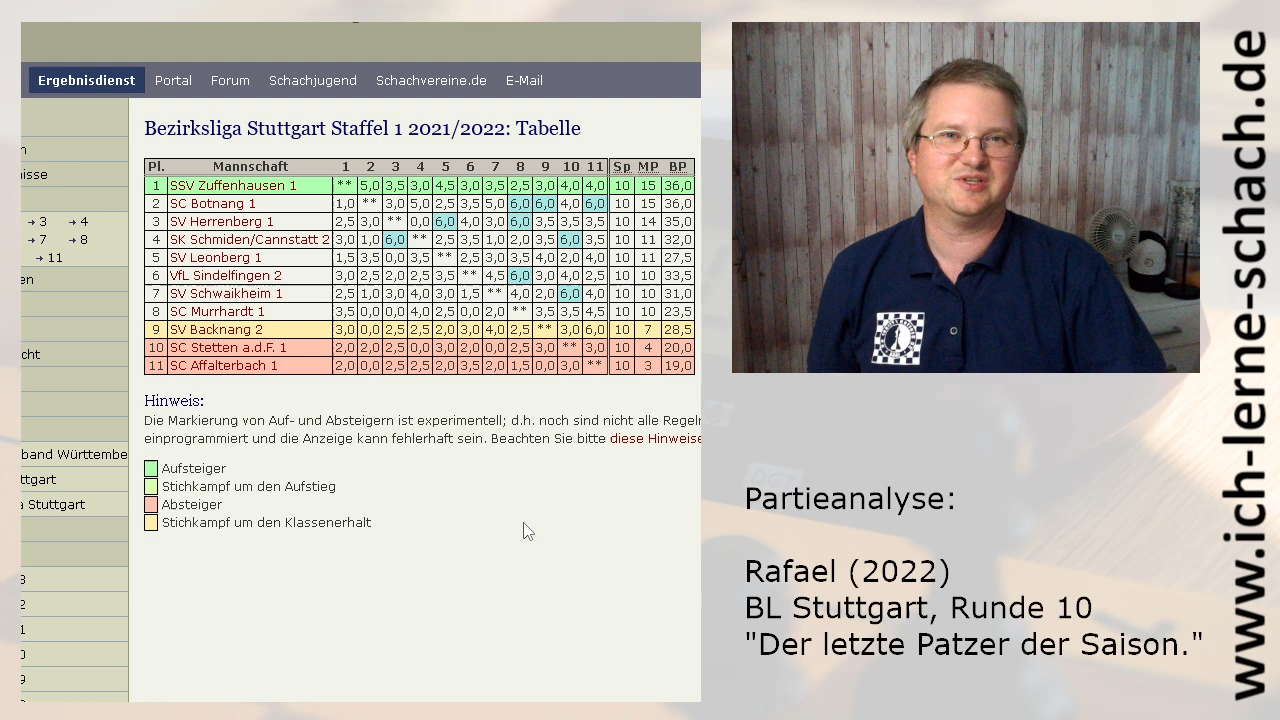 Ergebnisdienst Portal Forum Schachjugend Schachvereine.de E-Mail
Bezirksliga Stuttgart Staffel 1 2021/2022: Tabelle
Pl. Mannschaft 1 2 3 4 5 6 7 8 9 10 11 Sp MP BP
1 SSV Zuffenhausen 1 ** 5,0 3,5 3,0 4,5 3,0 3,5 2,5 3,0 4,0 4,0 10 15 36,0
2 SC Botnang 1 1,0 ** 3,0 5,0 2,5 3,5 5,0 6,0 6,0 4,0 6,0 10 15 36,0
3 SV Herrenberg 1 2,5 3,0 ** 0,0 6,0 4,0 3,0 6,0 3,5 3,5 3,5 10 14 35,0
4 SK Schmiden/Cannstatt 2 3,0 1,0 6,0 ** 2,5 3,5 1,0 2,0 3,5 6,0 3,5 10 11 32,0
5 SV Leonberg 1 1,5 3,5 0,0 3,5 ** 2,5 3,0 3,5 4,0 2,0 4,0 10 11 27,5
6 VfL Sindelfingen 2 3,0 2,5 2,0 2,5 3,5 ** 4,5 6,0 3,0 4,0 2,5 10 10 33,5
7 SV Schwaikheim 1 2,5 1,0 3,0 4,0 3,0 1,5 ** 4,0 2,0 6,0 4,0 10 10 31,0
8 SC Murrhardt 1 3,5 0,0 0,0 4,0 2,5 0,0 2,0 ** 3,5 3,5 4,5 10 10 23,5
9 SV Backnang 2 3,0 0,0 2,5 2,5 2,0 3,0 4,0 2,5 ** 3,0 6,0 10 7 28,5
10 SC Stetten a.d.F. 1 2,0 2,0 2,5 0,0 3,0 2,0 0,0 2,5 3,0 ** 3,0 10 4 20,0
11 SC Affalterbach 1 2,0 0,0 2,5 2,5 2,0 3,5 2,0 1,5 0,0 3,0 ** 10 3 19,0
Hinweis:
Die Markierung von Auf- und Absteigern ist experimentell; d.h. noch sind nicht alle Regeln
einprogrammiert und die Anzeige kann fehlerhaft sein. Beachten Sie bitte diese Hinweise
Aufsteiger
Stichkampf um den Aufstieg
Absteiger
Stichkampf um den Klassenerhalt
n
nisse
→ 3 → 4
→ 7 → 8
→ 11
en
cht
band Württembe
ttgart
a Stuttgart
3
2
1
0
9
Partieanalyse:
Rafael (2022)
BL Stuttgart, Runde 10
"Der letzte Patzer der Saison."
www.ich-lerne-schach.de